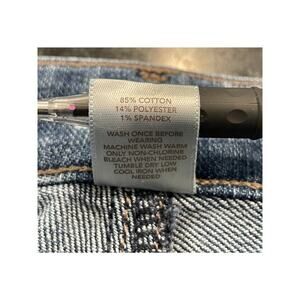 85% COTTON
14% POLYESTER
1% SPANDEX
WASH ONCE BEFORE
WEARING
MACHINE WASH WARM
ONLY NON-CHLORINE
BLEACH WHEN NEEDED
TUMBLE DRY LOW
COOL IRON WHEN
NEEDED